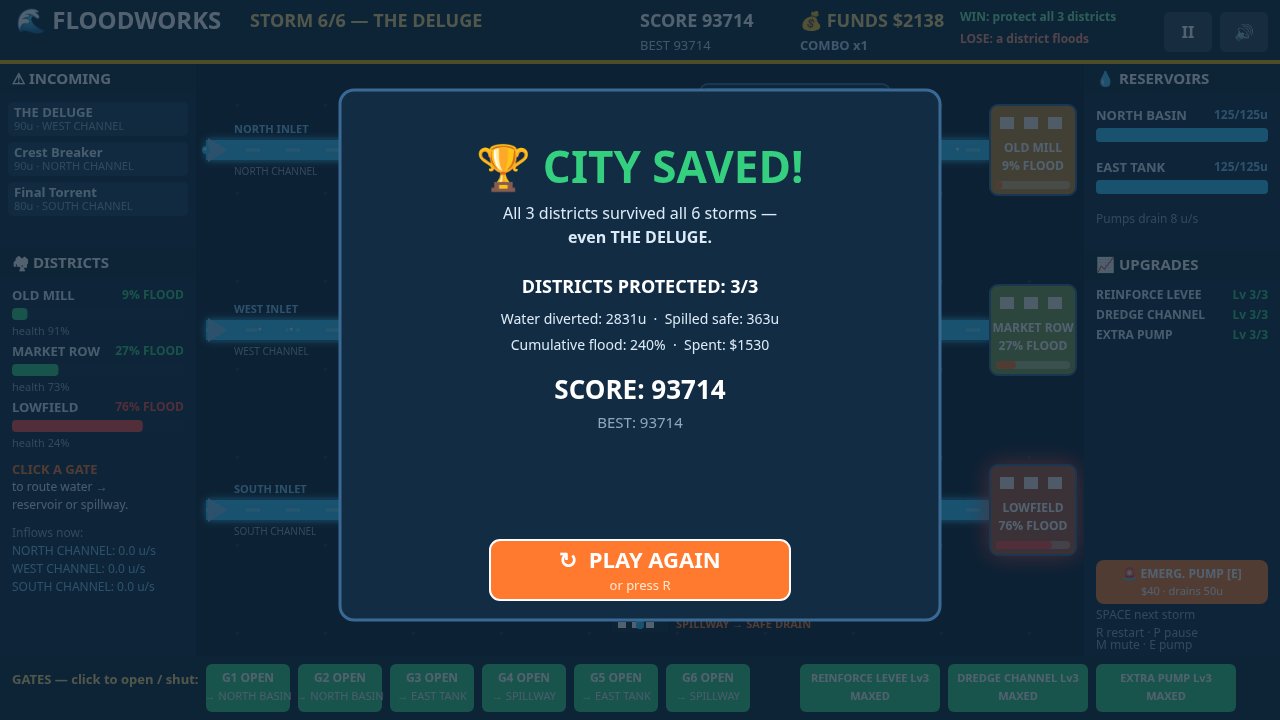 🌊 FLOODWORKS
STORM 6/6 — THE DELUGE
SCORE 93714
BEST 93714
💰 FUNDS $2138
COMBO x1
WIN: protect all 3 districts
LOSE: a district floods
II
⚠ INCOMING
THE DELUGE
90u · WEST CHANNEL
Crest Breaker
90u · NORTH CHANNEL
Final Torrent
80u · SOUTH CHANNEL
🏘 DISTRICTS
OLD MILL 9% FLOOD
health 91%
MARKET ROW 27% FLOOD
health 73%
LOWFIELD 76% FLOOD
health 24%
CLICK A GATE
to route water →
reservoir or spillway.
Inflows now:
NORTH CHANNEL: 0.0 u/s
WEST CHANNEL: 0.0 u/s
SOUTH CHANNEL: 0.0 u/s
NORTH INLET
NORTH CHANNEL
WEST INLET
WEST CHANNEL
SOUTH INLET
SOUTH CHANNEL
🏆 CITY SAVED!
All 3 districts survived all 6 storms —
even THE DELUGE.
DISTRICTS PROTECTED: 3/3
Water diverted: 2831u · Spilled safe: 363u
Cumulative flood: 240% · Spent: $1530
SCORE: 93714
BEST: 93714
↻ PLAY AGAIN
or press R
SPILLWAY → SAFE DRAIN
OLD MILL
9% FLOOD
MARKET ROW
27% FLOOD
LOWFIELD
76% FLOOD
💧 RESERVOIRS
NORTH BASIN 125/125u
EAST TANK 125/125u
Pumps drain 8 u/s
📈 UPGRADES
REINFORCE LEVEE Lv 3/3
DREDGE CHANNEL Lv 3/3
EXTRA PUMP Lv 3/3
🚨 EMERG. PUMP [E]
$40 · drains 50u
SPACE next storm
R restart · P pause
M mute · E pump
GATES — click to open / shut:
G1 OPEN
→ NORTH BASIN
G2 OPEN
→ NORTH BASIN
G3 OPEN
→ EAST TANK
G4 OPEN
→ SPILLWAY
G5 OPEN
→ EAST TANK
G6 OPEN
→ SPILLWAY
REINFORCE LEVEE Lv3
MAXED
DREDGE CHANNEL Lv3
MAXED
EXTRA PUMP Lv3
MAXED